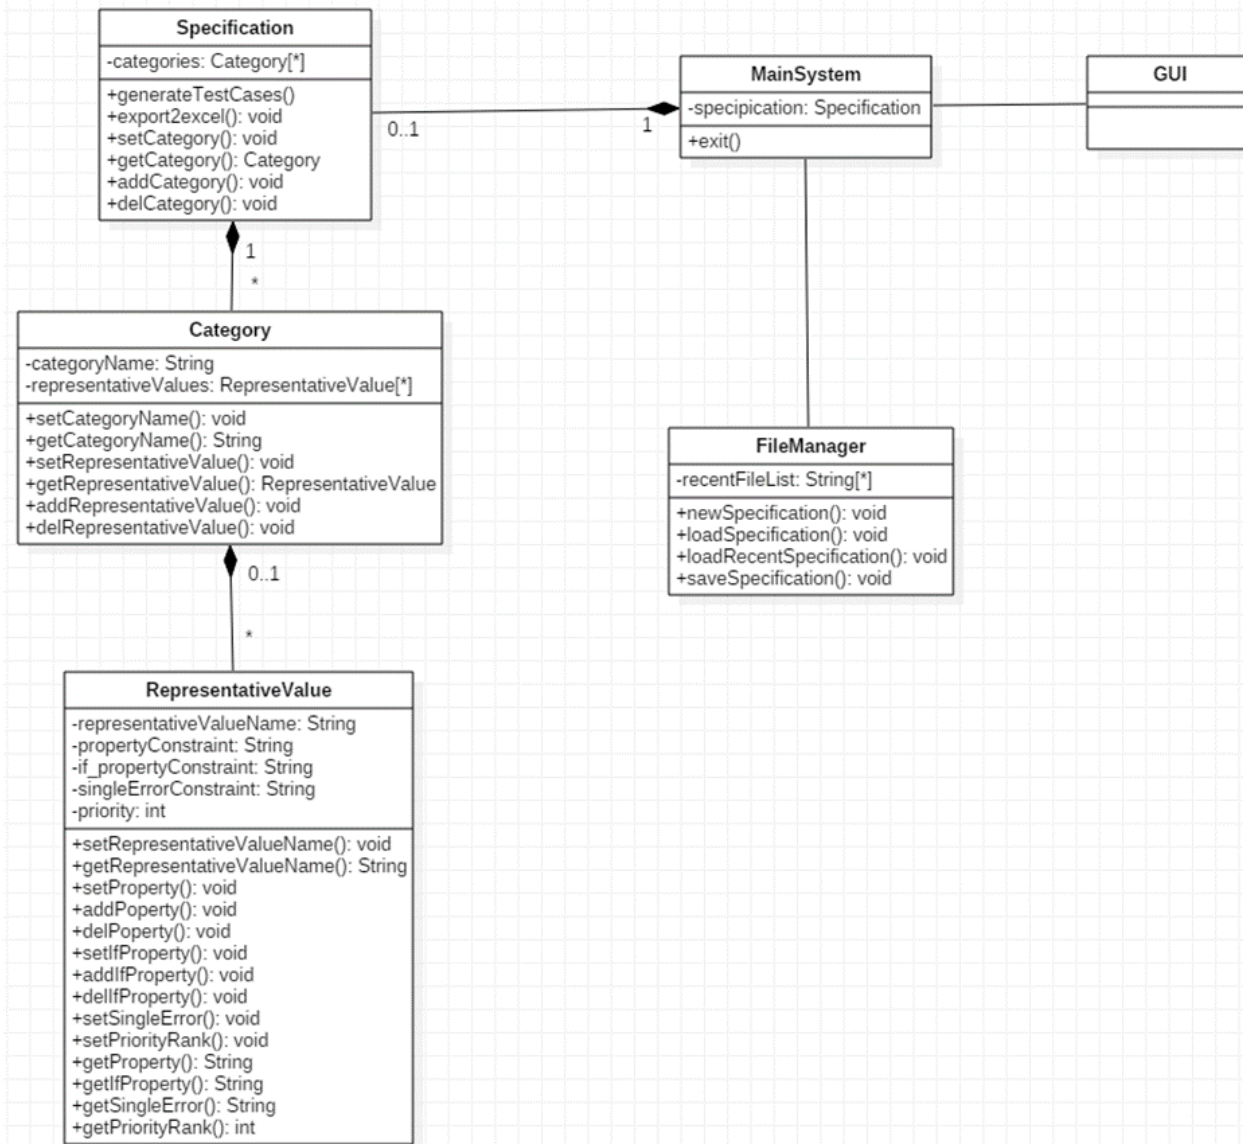 Specification
-categories: Category[*]
+generateTestCases()
+export2excel(): void
+setCategory(): void
+getCategory(): Category
+addCategory(): void
+delCategory(): void
0..1
1
MainSystem
-specipication: Specification
+exit()
GUI
1
*
Category
-categoryName: String
-representativeValues: RepresentativeValue[*]
+setCategoryName(): void
+getCategoryName(): String
+setRepresentativeValue(): void
+getRepresentativeValue(): RepresentativeValue
+addRepresentativeValue(): void
+delRepresentativeValue(): void
FileManager
-recentFileList: String[*]
+newSpecification(): void
+loadSpecification(): void
+loadRecentSpecification(): void
+saveSpecification(): void
0..1
*
RepresentativeValue
-representativeValueName: String
-propertyConstraint: String
-if_propertyConstraint: String
-singleErrorConstraint: String
-priority: int
+setRepresentativeValueName(): void
+getRepresentativeValueName(): String
+setProperty(): void
+addPoperty(): void
+delPoperty(): void
+setIfProperty(): void
+addIfProperty(): void
+delIfProperty(): void
+setSingleError(): void
+setPriorityRank(): void
+getProperty(): String
+getIfProperty(): String
+getSingleError(): String
+getPriorityRank(): int